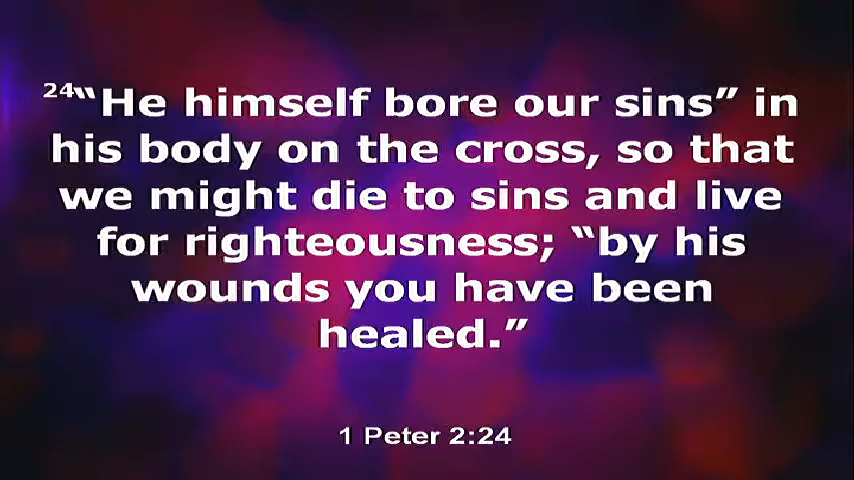 24“He himself bore our sins” in
his body on the cross, so that
we might die to sins and live
for righteousness; “by his
wounds you have been
healed.”
1 Peter 2:24